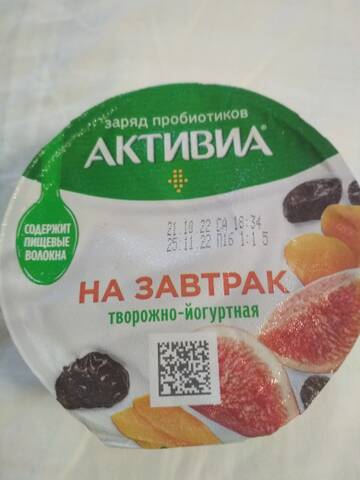 заряд пробиотиков
АКТИВИА
21.10.22 СА 18:34
25.11.22 П16 1:1 5
СОДЕРЖИТ
ПИЩЕВЫЕ
ВОЛОКНА
НА ЗАВТРАК
творожно-йогуртная